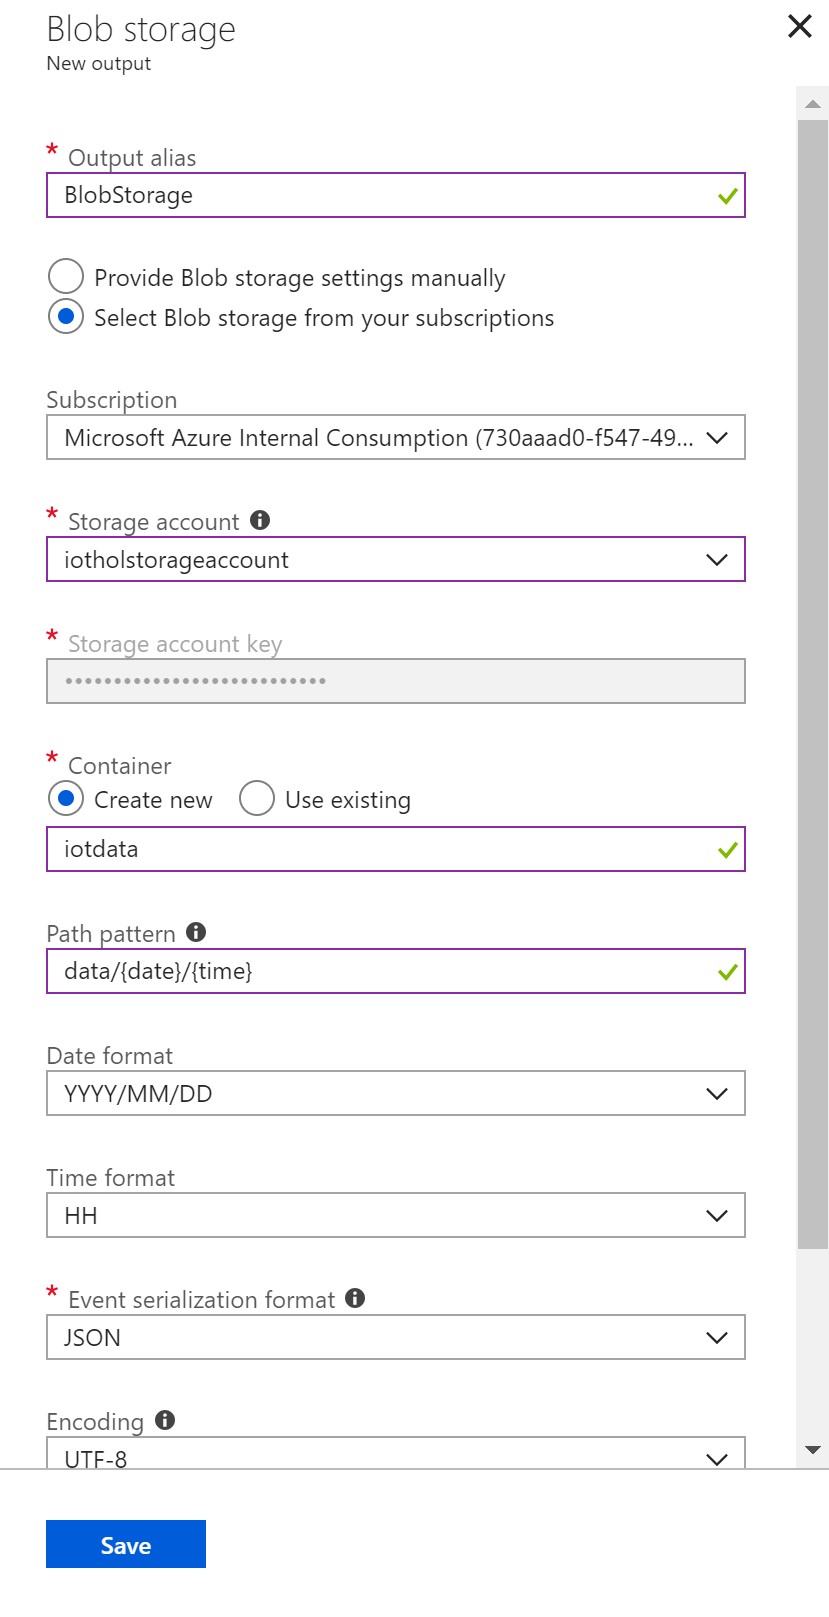 Blob storage
New output
* Output alias
BlobStorage
Provide Blob storage settings manually
Select Blob storage from your subscriptions
Subscription
Microsoft Azure Internal Consumption (730aaad0-f547-49...
* Storage account
iotholstorageaccount
* Storage account key
•••••••••••••••••••••••••••
* Container
Create new Use existing
iotdata
Path pattern
data/{date}/{time}
Date format
YYYY/MM/DD
Time format
HH
* Event serialization format
JSON
Encoding
UTF-8
Save